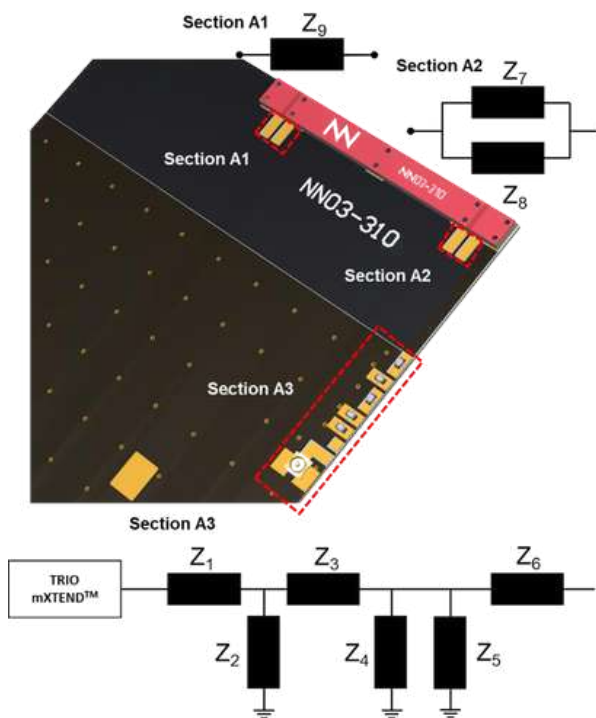 Section A1
Z9
Section A2
Z7
Z8
Section A1
NN03-310
NN03-310
Section A2
Section A3
Section A3
Z1
Z3
Z6
TRIO
mXTEND™
Z2
Z4
Z5